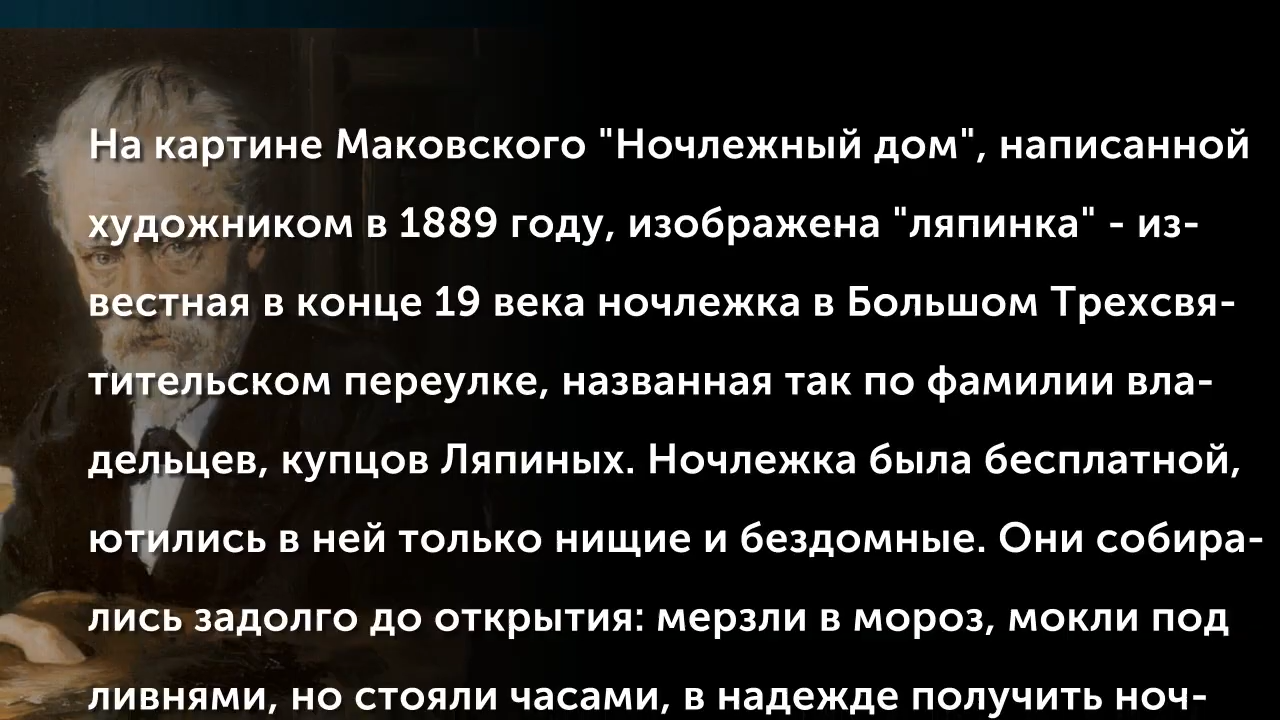 На картине Маковского "Ночлежный дом", написанной
художником в 1889 году, изображена "ляпинка" - из-
вестная в конце 19 века ночлежка в Большом Трехсвя-
тительском переулке, названная так по фамилии вла-
дельцев, купцов Ляпиных. Ночлежка была бесплатной,
ютились в ней только нищие и бездомные. Они собира-
лись задолго до открытия: мерзли в мороз, мокли под
ливнями, но стояли часами, в надежде получить ноч-